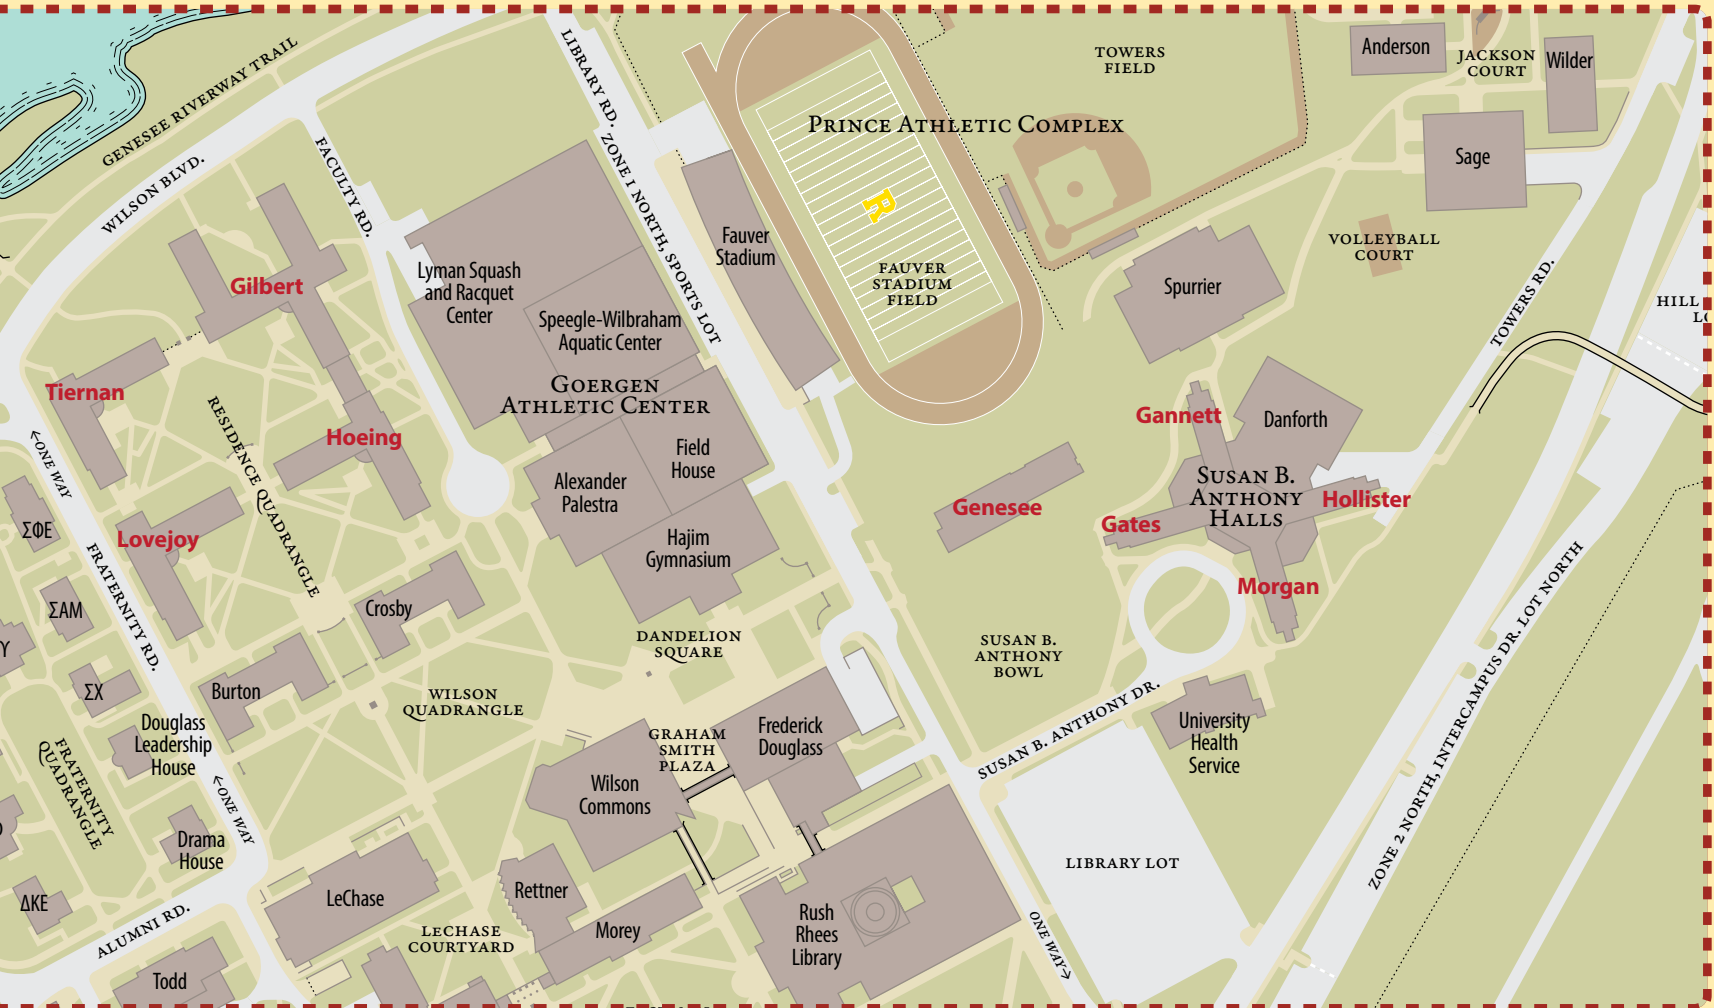 GENESEE RIVERWAY TRAIL
WILSON BLVD.
FACULTY RD.
LIBRARY RD.
ZONE 1 NORTH, SPORTS LOT
TOWERS
FIELD
Anderson
JACKSON
COURT
Wilder
PRINCE ATHLETIC COMPLEX
Sage
R
VOLLEYBALL
COURT
Fauver
Stadium
FAUVER
STADIUM
FIELD
Spurrier
TOWERS RD.
HILL
Gilbert
Lyman Squash
and Racquet
Center
Speegle-Wilbraham
Aquatic Center
GOERGEN
ATHLETIC CENTER
Tiernan
RESIDENCE QUADRANGLE
Hoeing
Field
House
Alexander
Palestra
Hajim
Gymnasium
Gannett
Danforth
SUSAN B.
ANTHONY
HALLS
Hollister
Gates
Genesee
Morgan
←ONE WAY
ΣΦΕ
Lovejoy
FRATERNITY RD.
ΣΑΜ
Crosby
Υ
ΣΧ
Burton
WILSON
QUADRANGLE
DANDELION
SQUARE
SUSAN B.
ANTHONY
BOWL
SUSAN B. ANTHONY DR.
University
Health
Service
ZONE 2 NORTH, INTERCAMPUS DR. LOT NORTH
Douglass
Leadership
House
FRATERNITY
QUADRANGLE
←ONE WAY
GRAHAM
SMITH
PLAZA
Frederick
Douglass
Wilson
Commons
Drama
House
LIBRARY LOT
ΔΚΕ
ALUMNI RD.
LeChase
Rettner
LECHASE
COURTYARD
Morey
Rush
Rhees
Library
ONE WAY→
Todd